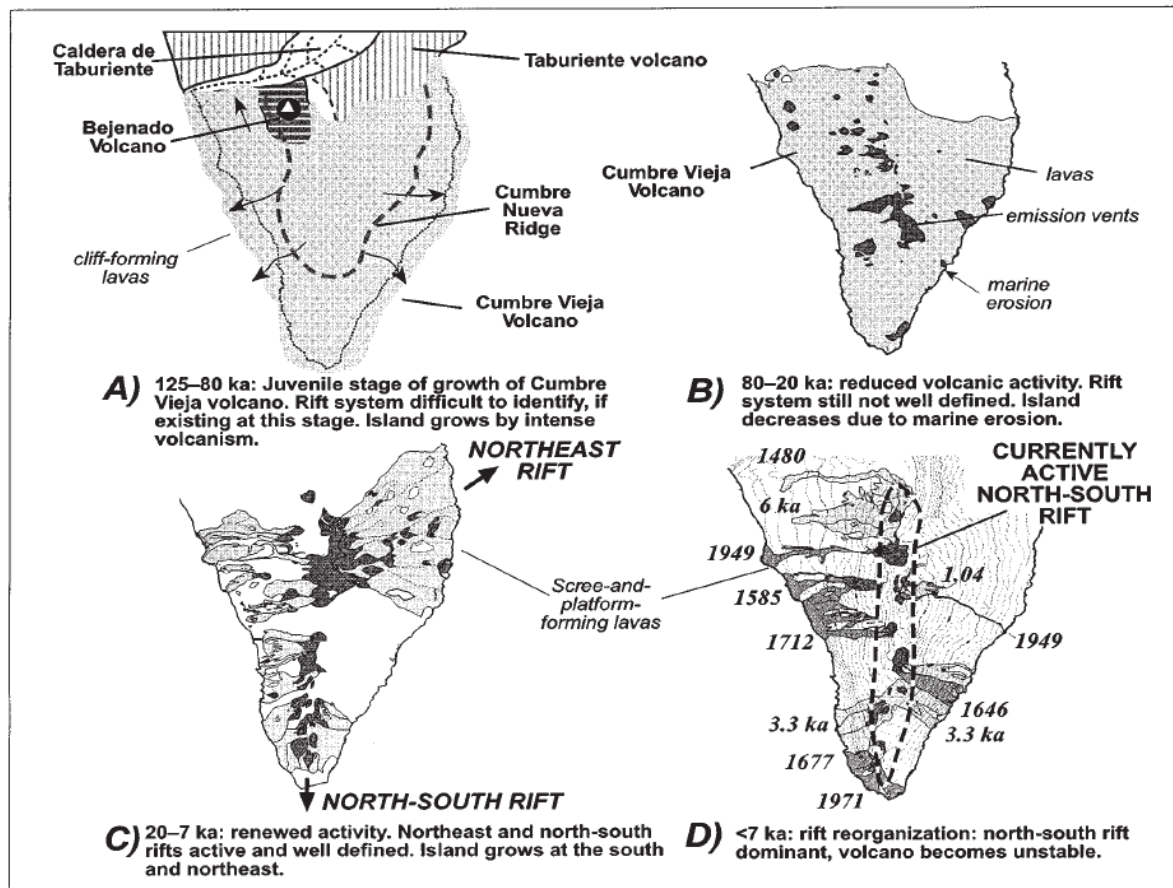 Caldera de
Taburiente
Taburiente volcano
Bejenado
Volcano
Cumbre
Nueva
Ridge
cliff-forming
lavas
Cumbre Vieja
Volcano
A) 125–80 ka: Juvenile stage of growth of Cumbre
Vieja volcano. Rift system difficult to identify, if
existing at this stage. Island grows by intense
volcanism.
Cumbre Vieja
Volcano
lavas
emission vents
marine
erosion
B) 80–20 ka: reduced volcanic activity. Rift
system still not well defined. Island
decreases due to marine erosion.
NORTHEAST
RIFT
Scree-and-
platform-
forming lavas
NORTH-SOUTH RIFT
C) 20–7 ka: renewed activity. Northeast and north-south
rifts active and well defined. Island grows at the south
and northeast.
CURRENTLY
ACTIVE
NORTH-SOUTH
RIFT
1480
6 ka
1949
1585
1712
1.04
1949
1646
3.3 ka
3.3 ka
1677
1971
D) <7 ka: rift reorganization: north-south rift
dominant, volcano becomes unstable.